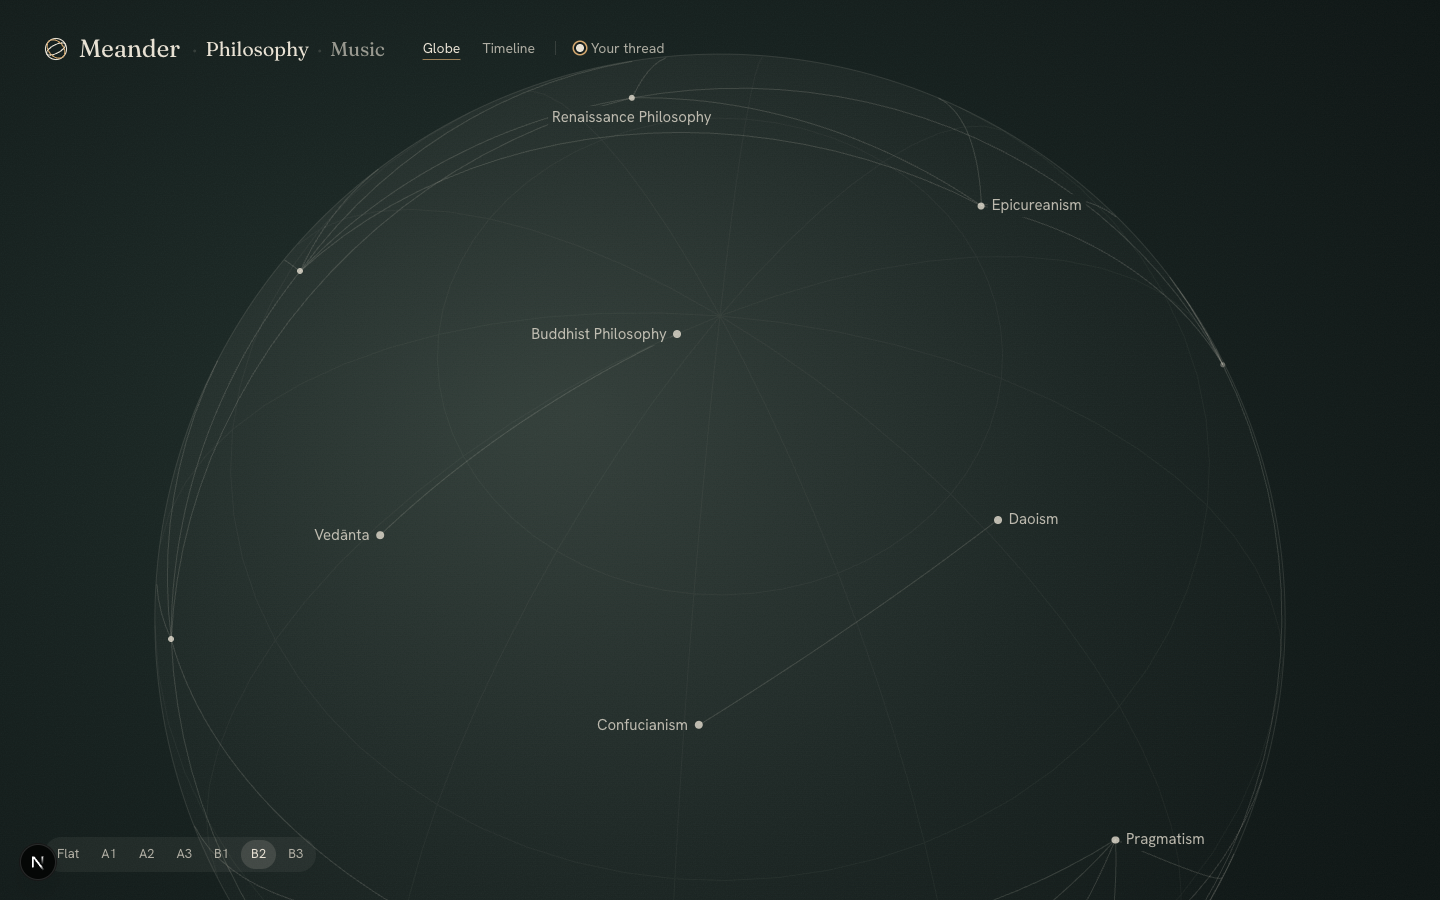 Meander · Philosophy · Music Globe Timeline Your thread
Renaissance Philosophy
Epicureanism
Buddhist Philosophy
Daoism
Vedānta
Confucianism
Pragmatism
N Flat A1 A2 A3 B1 B2 B3